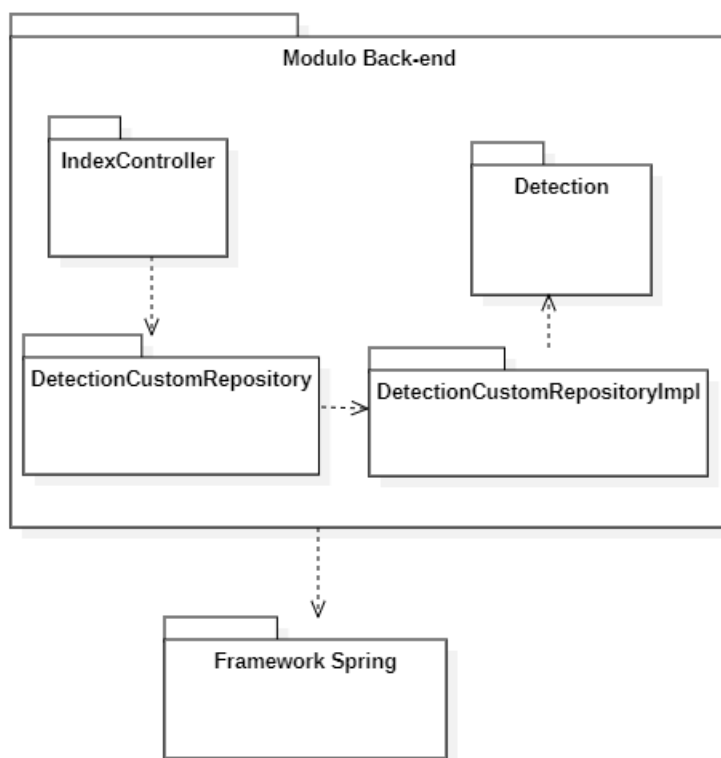 Modulo Back-end
IndexController
Detection
DetectionCustomRepository
DetectionCustomRepositoryImpl
Framework Spring